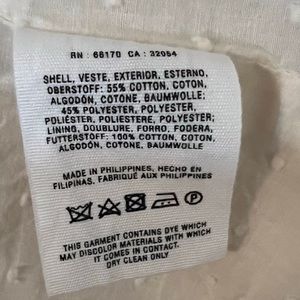 RN : 66170 CA : 32054
SHELL, VESTE, EXTERIOR, ESTERNO,
OBERSTOFF: 55% COTTON, COTON,
ALGODÓN, COTONE, BAUMWOLLE;
45% POLYESTER, POLYESTER,
POLIÉSTER, POLIESTERE, POLYESTER;
LINING, DOUBLURE, FORRO, FODERA,
FUTTERSTOFF: 100% COTTON, COTON,
ALGODÓN, COTONE, BAUMWOLLE
MADE IN PHILIPPINES, HECHO EN
FILIPINAS, FABRIQUÉ AUX PHILIPPINES
THIS GARMENT CONTAINS DYE WHICH
MAY DISCOLOR MATERIALS WITH WHICH
IT COMES IN CONTACT.
DRY CLEAN ONLY